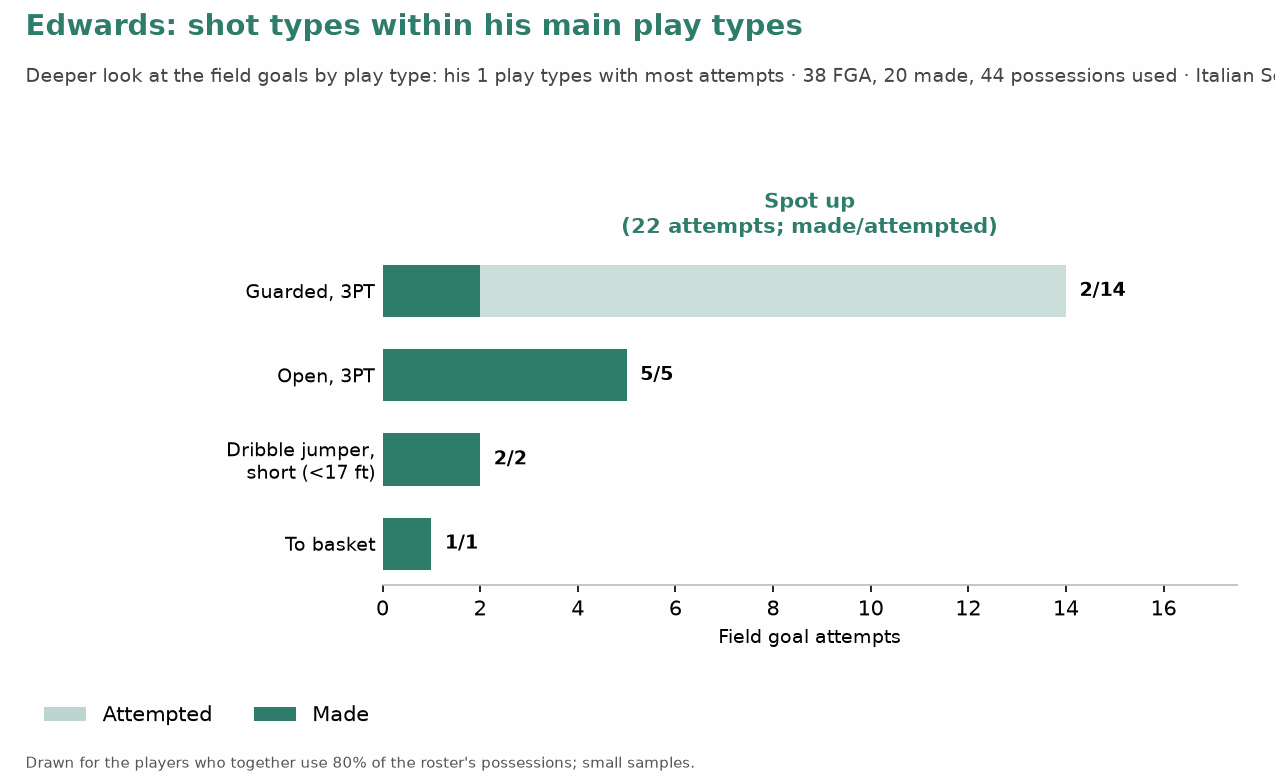 Edwards: shot types within his main play types
Deeper look at the field goals by play type: his 1 play types with most attempts · 38 FGA, 20 made, 44 possessions used · Italian
Spot up
(22 attempts; made/attempted)
Guarded, 3PT
2/14
Open, 3PT
5/5
Dribble jumper,
short (<17 ft)
2/2
To basket
1/1
0 2 4 6 8 10 12 14 16
Field goal attempts
Attempted Made
Drawn for the players who together use 80% of the roster's possessions; small samples.